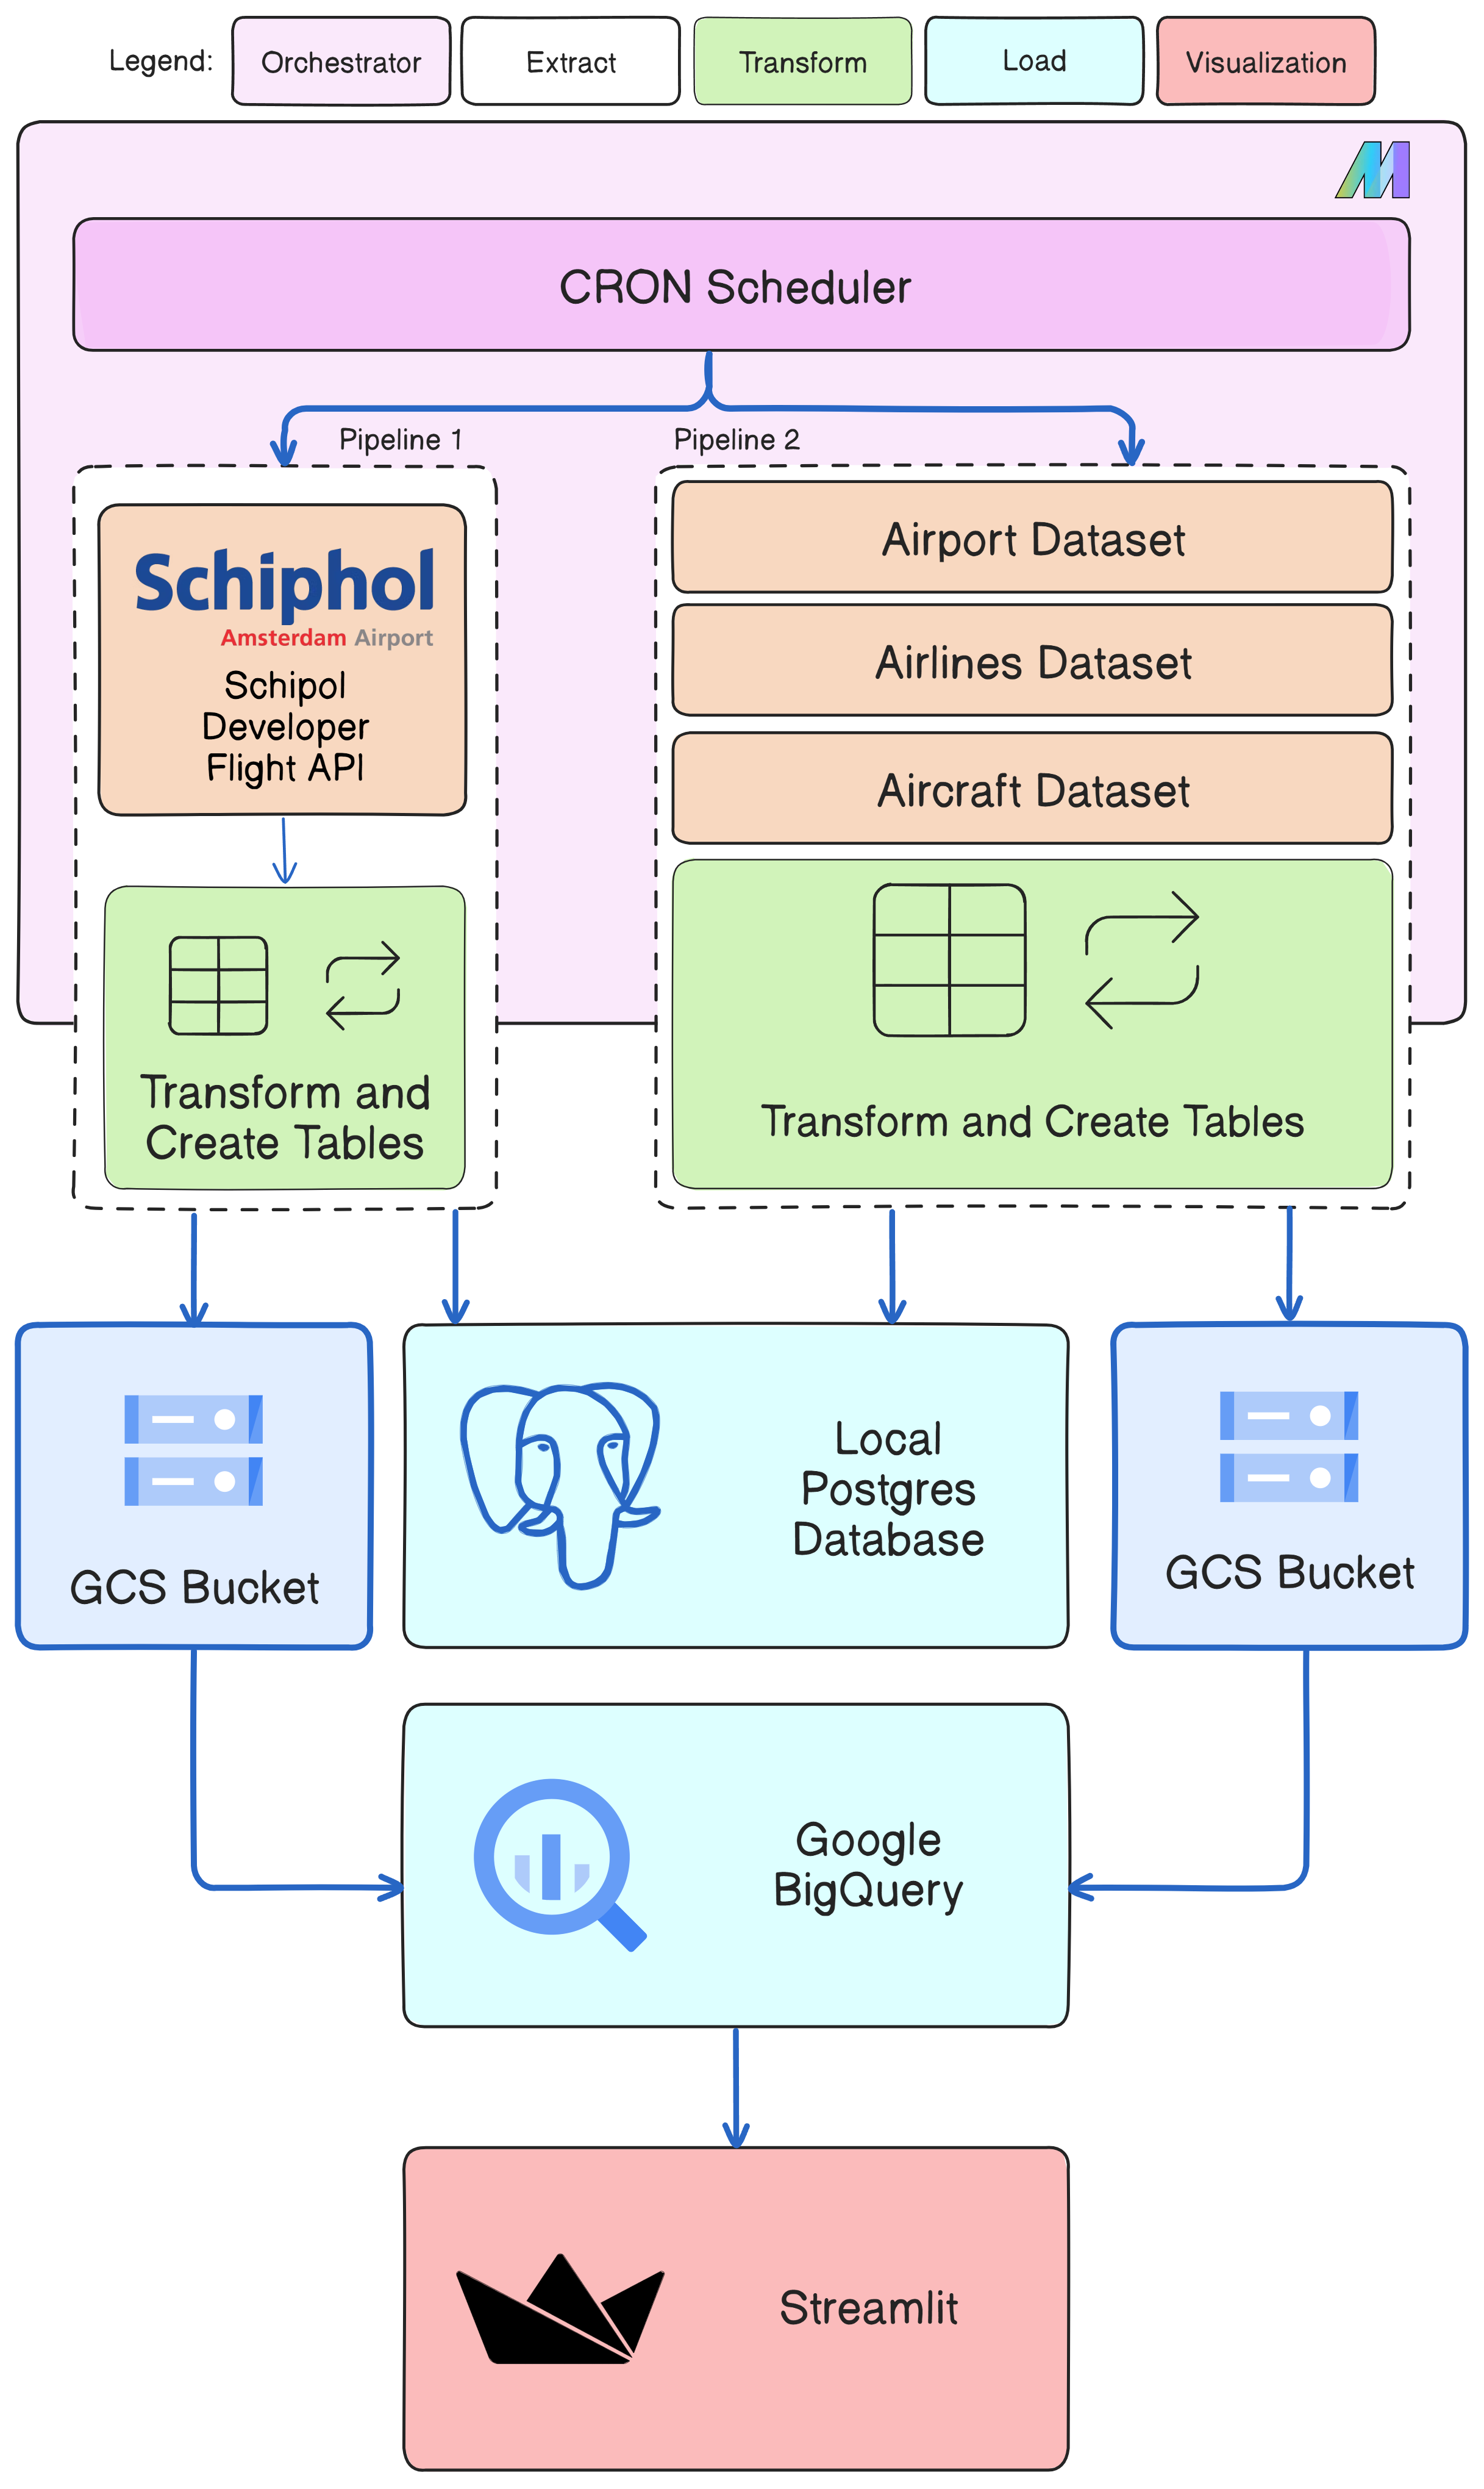 Legend:
Orchestrator
Extract
Transform
Load
Visualization
CRON Scheduler
Pipeline 1
Pipeline 2
Schiphol
Amsterdam Airport
Schipol
Developer
Flight API
Transform and
Create Tables
Airport Dataset
Airlines Dataset
Aircraft Dataset
Transform and Create Tables
GCS Bucket
Local
Postgres
Database
GCS Bucket
Google
BigQuery
Streamlit